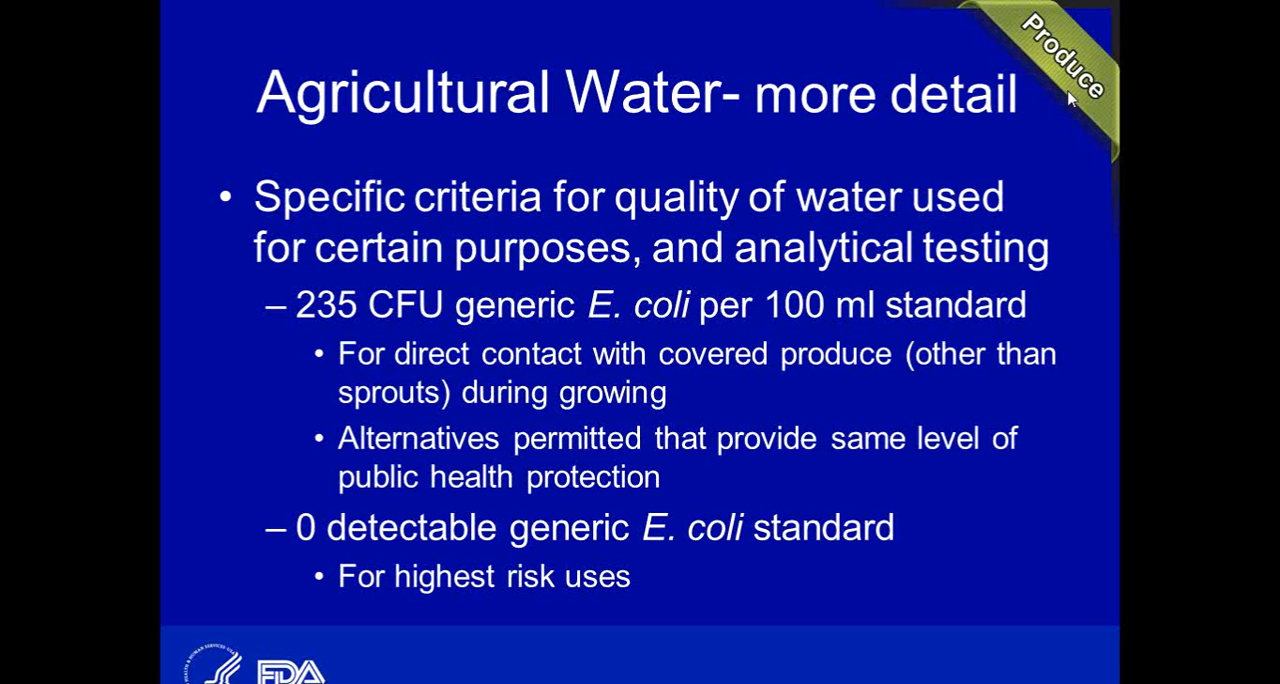 Produce
Agricultural Water- more detail
• Specific criteria for quality of water used
for certain purposes, and analytical testing
– 235 CFU generic E. coli per 100 ml standard
• For direct contact with covered produce (other than
sprouts) during growing
• Alternatives permitted that provide same level of
public health protection
– 0 detectable generic E. coli standard
• For highest risk uses
FDA